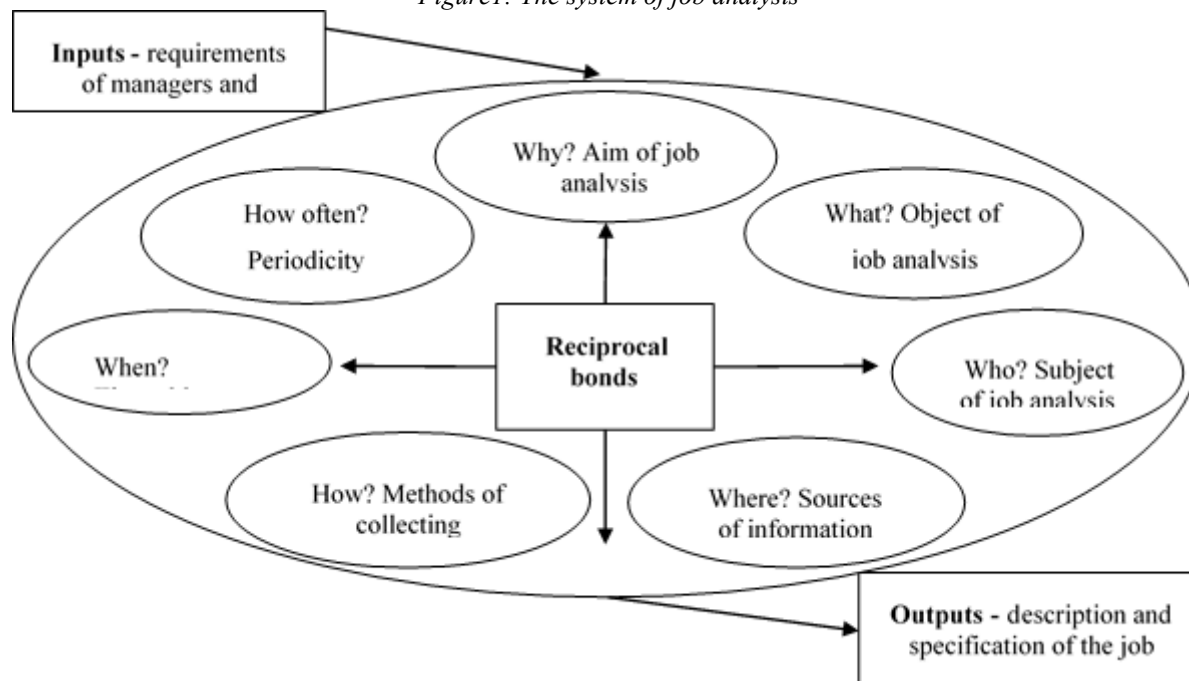 Figure1: The system of job analysis
Inputs - requirements
of managers and
Why? Aim of job
analysis
How often?
Periodicity
What? Object of
job analysis
When?
Reciprocal
bonds
Who? Subject
of job analysis
How? Methods of
collecting
Where? Sources
of information
Outputs - description and
specification of the job